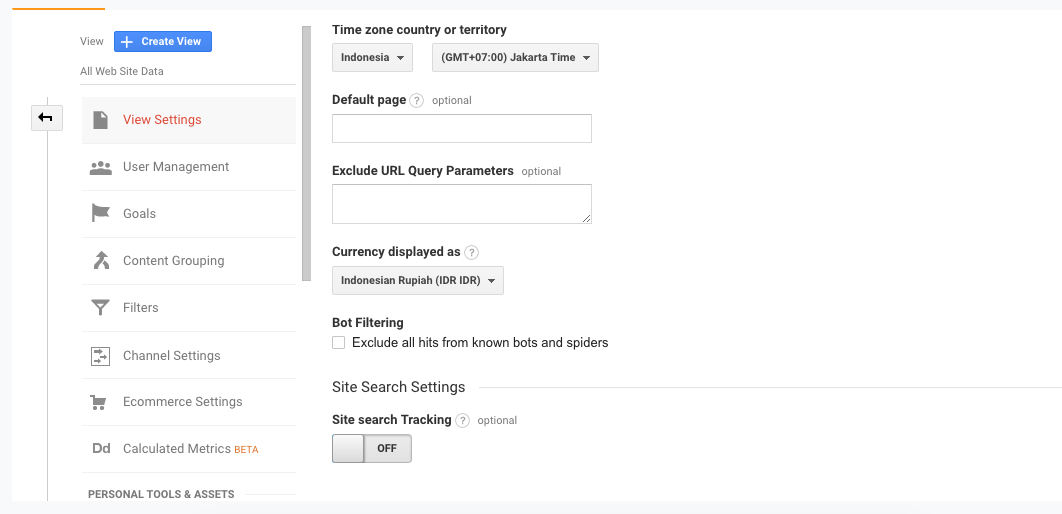 View
Create View
All Web Site Data
View Settings
User Management
Goals
Content Grouping
Filters
Channel Settings
Ecommerce Settings
Dd Calculated Metrics BETA
PERSONAL TOOLS & ASSETS
Time zone country or territory
Indonesia (GMT+07:00) Jakarta Time
Default page ? optional
Exclude URL Query Parameters optional
Currency displayed as ?
Indonesian Rupiah (IDR IDR)
Bot Filtering
Exclude all hits from known bots and spiders
Site Search Settings
Site search Tracking ? optional
OFF